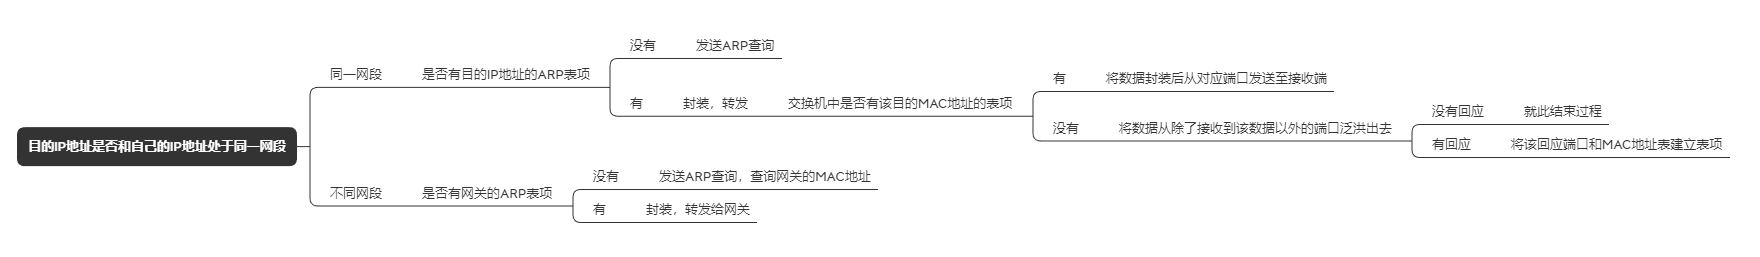 目的IP地址是否和自己的IP地址处于同一网段
同一网段
是否有目的IP地址的ARP表项
没有
发送ARP查询
有
封装，转发
交换机中是否有该目的MAC地址的表项
有
将数据封装后从对应端口发送至接收端
没有
将数据从除了接收到该数据以外的端口泛洪出去
没有回应
就此结束过程
有回应
将该回应端口和MAC地址表建立表项
不同网段
是否有网关的ARP表项
没有
发送ARP查询，查询网关的MAC地址
有
封装，转发给网关